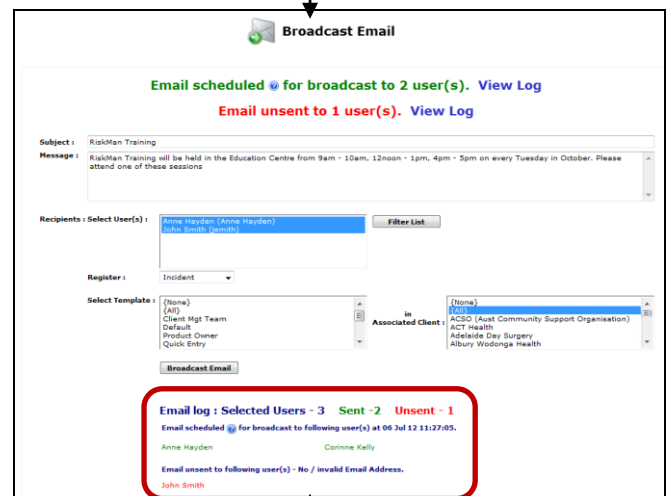 Broadcast Email
Email scheduled for broadcast to 2 user(s). View Log
Email unsent to 1 user(s). View Log
Subject : RiskMan Training
Message : RiskMan Training will be held in the Education Centre from 9am - 10am, 12noon - 1pm, 4pm - 5pm on every Tuesday in October. Please
attend one of these sessions
Recipients : Select User(s) : Anne Hayden (Anne Hayden) Filter List
John Smith (jsmith)
Register : Incident
Select Template : {None} in Associated Client : {None}
{All} {All}
Client Mgt Team ACSO (Aust Community Support Organisation)
Default ACT Health
Product Owner Adelaide Day Surgery
Quick Entry Albury Wodonga Health
Broadcast Email
Email log : Selected Users - 3 Sent -2 Unsent - 1
Email scheduled for broadcast to following user(s) at 06 Jul 12 11:27:05.
Anne Hayden Corinne Kelly
Email unsent to following user(s) - No / invalid Email Address.
John Smith